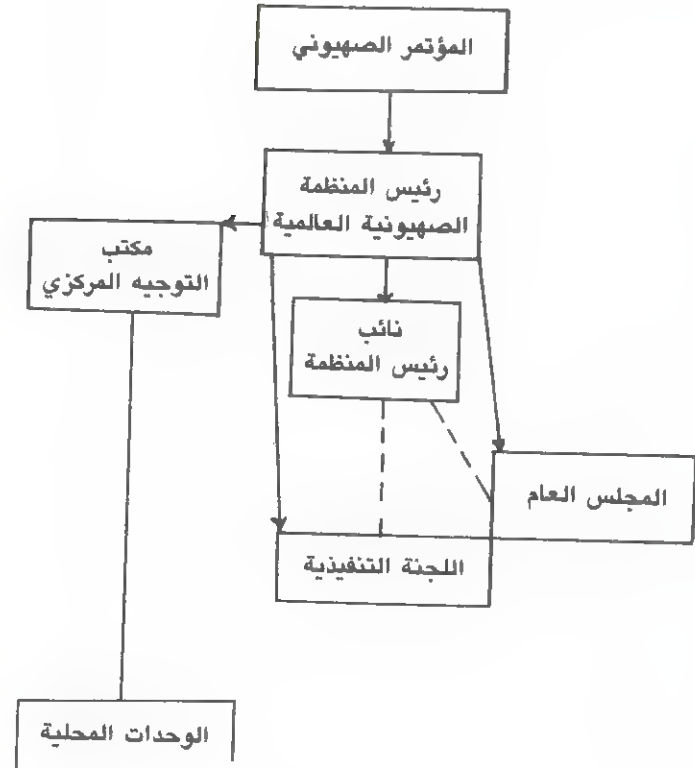 المؤتمر الصهيوني
رئيس المنظمة
الصهيونية العالمية
مكتب
التوجيه المركزي
نائب
رئيس المنظمة
المجلس العام
اللجنة التنفيذية
الوحدات المحلية